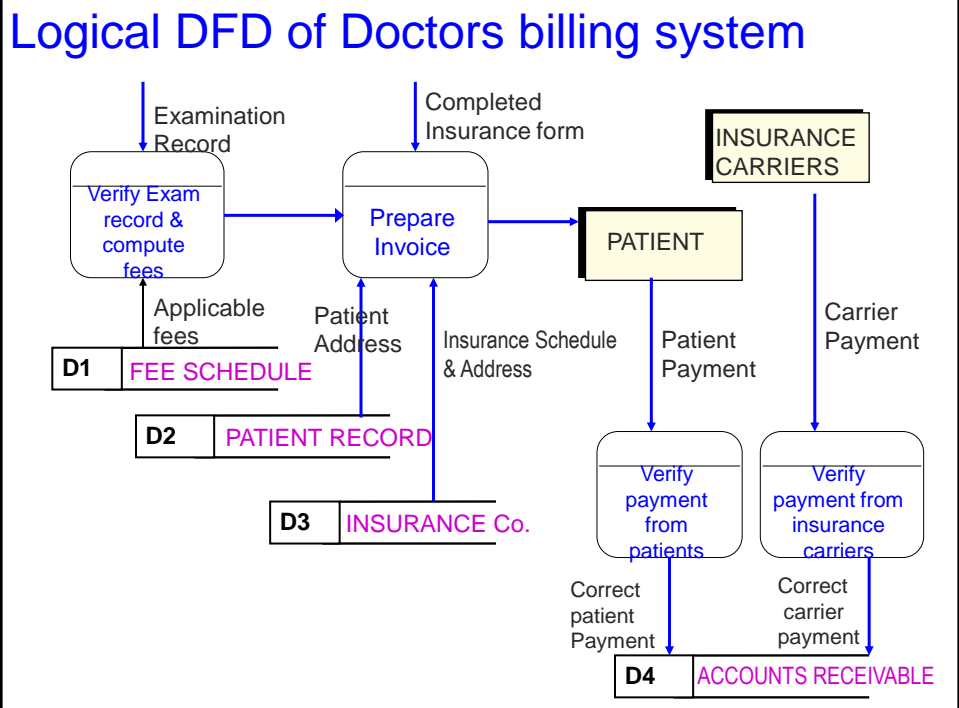 Logical DFD of Doctors billing system
Examination
Record
Completed
Insurance form
INSURANCE
CARRIERS
Verify Exam
record &
compute
fees
Prepare
Invoice
PATIENT
Applicable
fees
Patient
Address
Insurance Schedule
& Address
Patient
Payment
Carrier
Payment
D1 FEE SCHEDULE
D2 PATIENT RECORD
D3 INSURANCE Co.
Verify
payment
from
patients
Verify
payment from
insurance
carriers
Correct
patient
Payment
Correct
carrier
payment
D4 ACCOUNTS RECEIVABLE